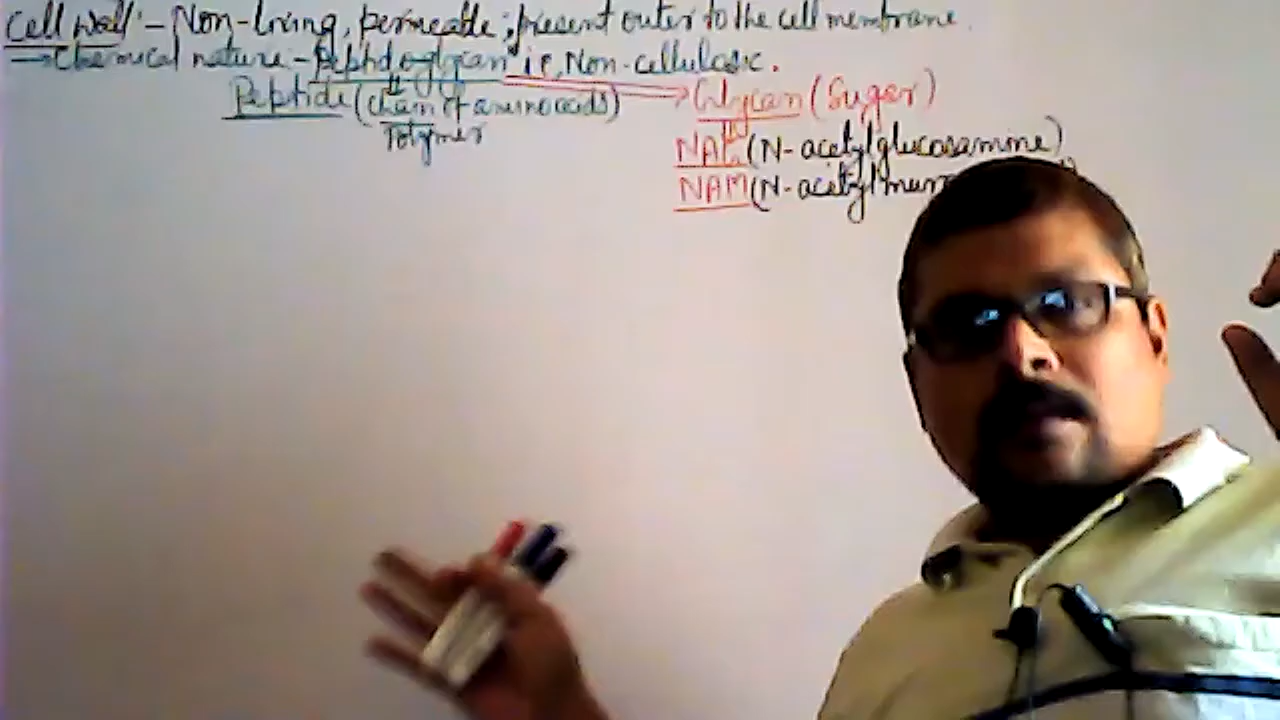 Cell Wall - Non-living, permeable; present outer to the cell membrane.
→ Chemical nature - Peptidoglycan i.e, Non-cellulosic.
Peptide (Chain of amino acids) Glycan (Sugar)
Polymer
NAG (N-acetylglucosamine)
NAM (N-acetyl